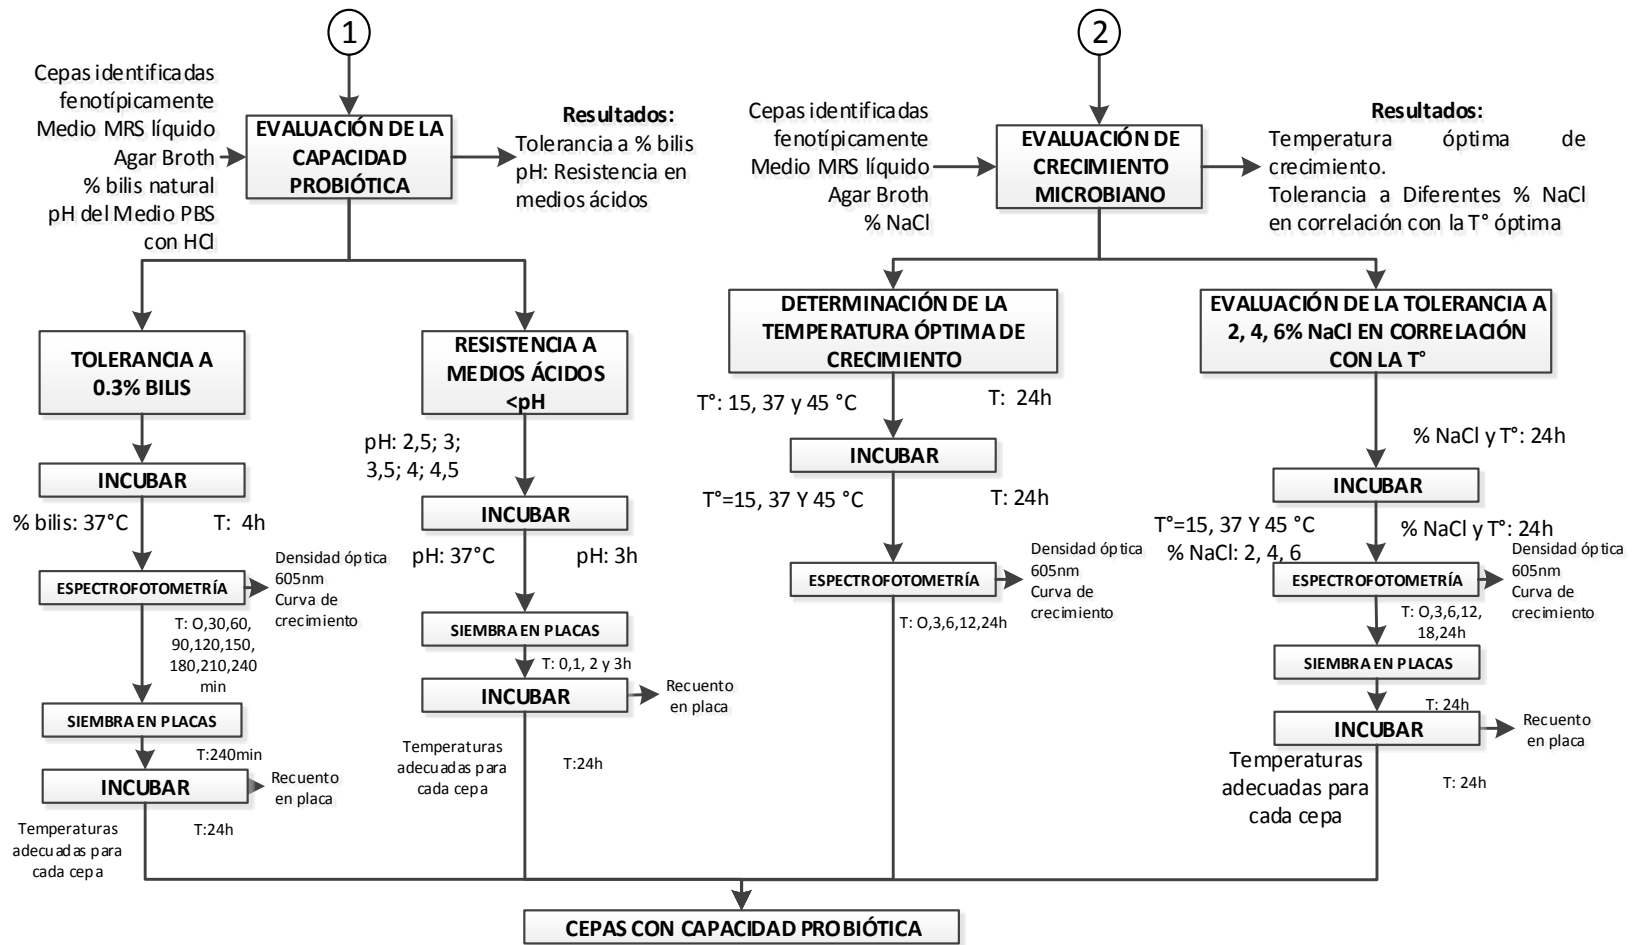 1
Cepas identificadas
fenotípicamente
Medio MRS líquido
Agar Broth
% bilis natural
pH del Medio PBS
con HCl
EVALUACIÓN DE LA
CAPACIDAD
PROBIÓTICA
Resultados:
Tolerancia a % bilis
pH: Resistencia en
medios ácidos
TOLERANCIA A
0.3% BILIS
INCUBAR
% bilis: 37°C
T: 4h
ESPECTROFOTOMETRÍA
Densidad óptica
605nm
Curva de
crecimiento
T: O,30,60,
90,120,150,
180,210,240
min
SIEMBRA EN PLACAS
T:240min
INCUBAR
Recuento
en placa
Temperaturas
adecuadas para
cada cepa
T:24h
RESISTENCIA A
MEDIOS ÁCIDOS
<pH
pH: 2,5; 3;
3,5; 4; 4,5
INCUBAR
pH: 37°C
pH: 3h
SIEMBRA EN PLACAS
T: 0,1, 2 y 3h
INCUBAR
Recuento
en placa
Temperaturas
adecuadas para
cada cepa
T:24h
2
Cepas identificadas
fenotípicamente
Medio MRS líquido
Agar Broth
% NaCl
EVALUACIÓN DE
CRECIMIENTO
MICROBIANO
Resultados:
Temperatura óptima de
crecimiento.
Tolerancia a Diferentes % NaCl
en correlación con la T° óptima
DETERMINACIÓN DE LA
TEMPERATURA ÓPTIMA DE
CRECIMIENTO
T°: 15, 37 y 45 °C
T: 24h
INCUBAR
T°=15, 37 Y 45 °C
T: 24h
ESPECTROFOTOMETRÍA
Densidad óptica
605nm
Curva de
crecimiento
T: O,3,6,12,24h
EVALUACIÓN DE LA TOLERANCIA A
2, 4, 6% NaCl EN CORRELACIÓN
CON LA T°
% NaCl y T°: 24h
INCUBAR
T°=15, 37 Y 45 °C
% NaCl: 2, 4, 6
% NaCl y T°: 24h
ESPECTROFOTOMETRÍA
Densidad óptica
605nm
Curva de
crecimiento
T: O,3,6,12,
18,24h
SIEMBRA EN PLACAS
T: 24h
INCUBAR
Recuento
en placa
Temperaturas
adecuadas para
cada cepa
T: 24h
CEPAS CON CAPACIDAD PROBIÓTICA